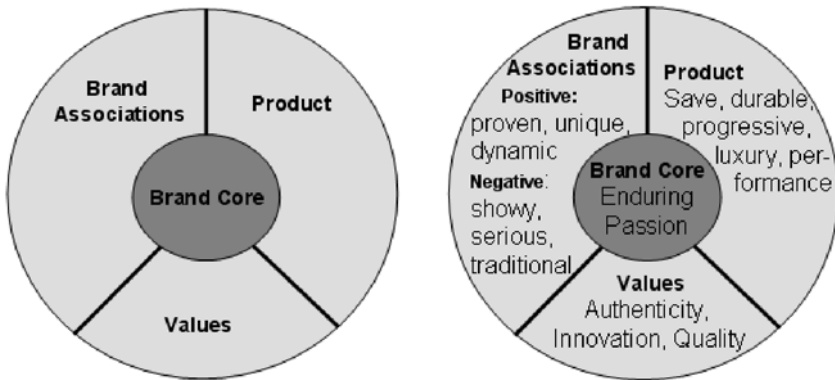 Brand
Associations
Product
Brand Core
Values
Brand
Associations
Positive:
proven, unique,
dynamic
Negative:
showy,
serious,
traditional
Product
Save, durable,
progressive,
luxury, per-
formance
Brand Core
Enduring
Passion
Values
Authenticity,
Innovation, Quality